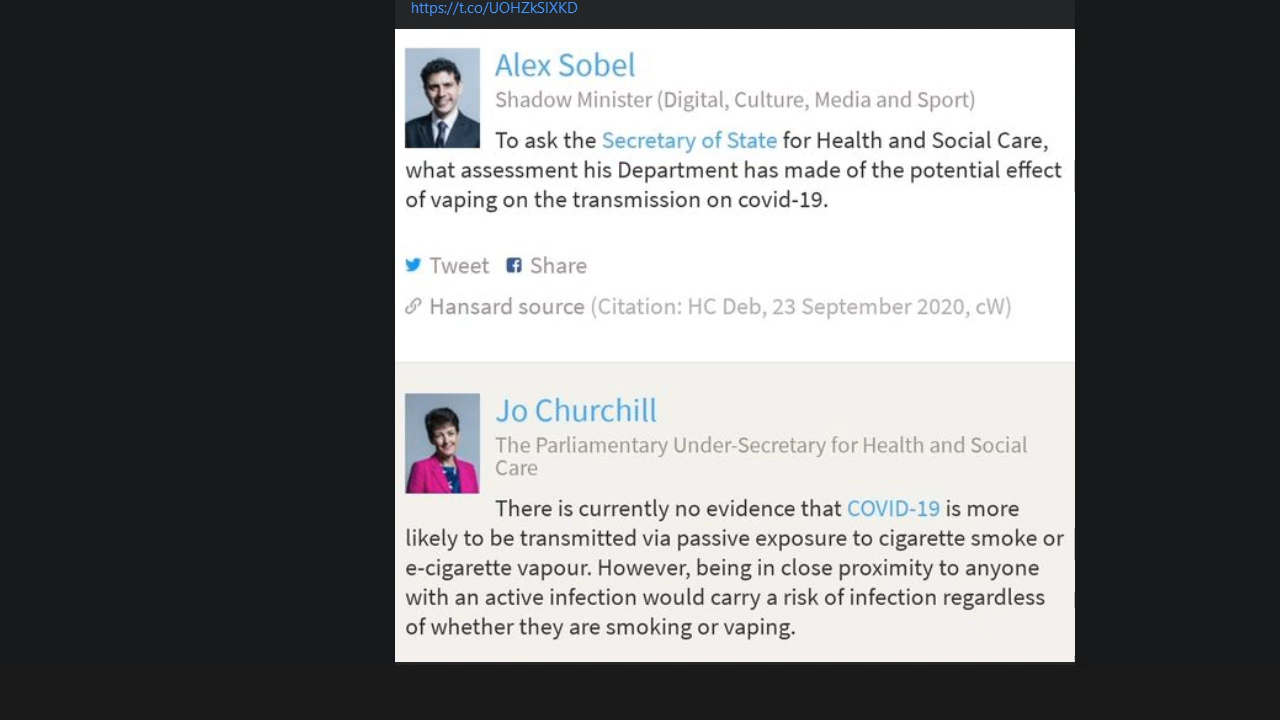 https://t.co/UOHZkSIXKD
Alex Sobel
Shadow Minister (Digital, Culture, Media and Sport)
To ask the Secretary of State for Health and Social Care,
what assessment his Department has made of the potential effect
of vaping on the transmission on covid-19.
Tweet Share
Hansard source (Citation: HC Deb, 23 September 2020, cW)
Jo Churchill
The Parliamentary Under-Secretary for Health and Social
Care
There is currently no evidence that COVID-19 is more
likely to be transmitted via passive exposure to cigarette smoke or
e-cigarette vapour. However, being in close proximity to anyone
with an active infection would carry a risk of infection regardless
of whether they are smoking or vaping.